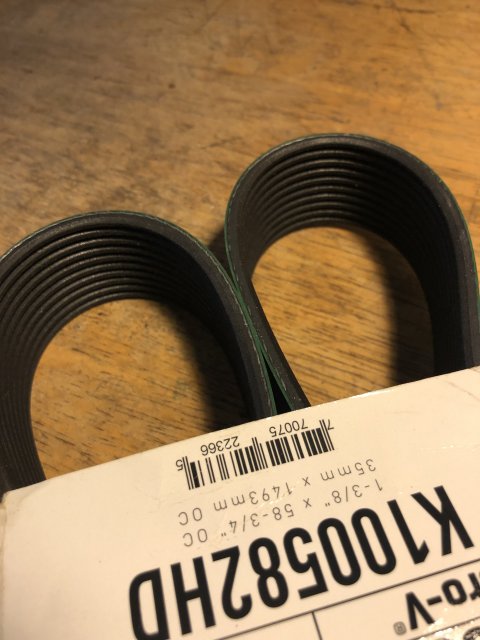 ro-V®
K100582HD
1-3/8" x 58-3/4" OC
35mm x 1493mm OC
7 70075 22366 5